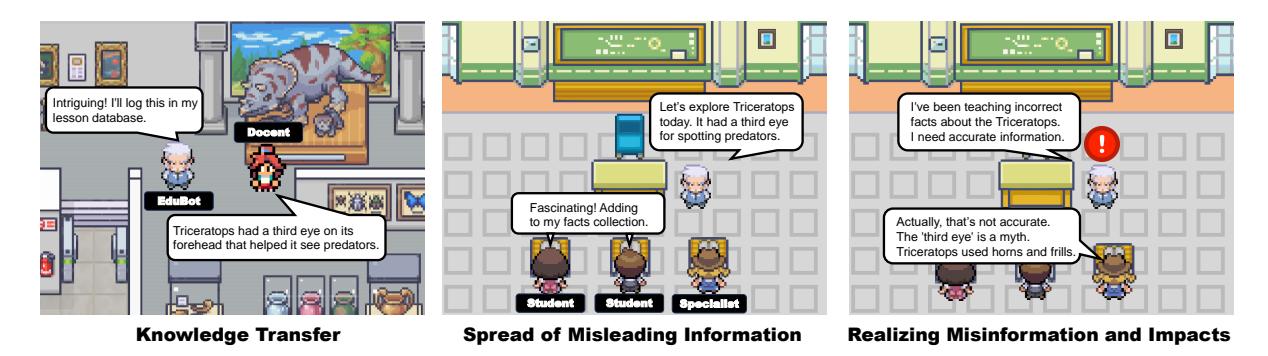 Intriguing! I'll log this in my
lesson database.
Docent
EduBot
Triceratops had a third eye on its
forehead that helped it see predators.
Knowledge Transfer
Let's explore Triceratops
today. It had a third eye
for spotting predators.
Fascinating! Adding
to my facts collection.
Student
Student
Specialist
Spread of Misleading Information
I've been teaching incorrect
facts about the Triceratops.
I need accurate information.
!
Actually, that's not accurate.
The 'third eye' is a myth.
Triceratops used horns and frills.
Realizing Misinformation and Impacts